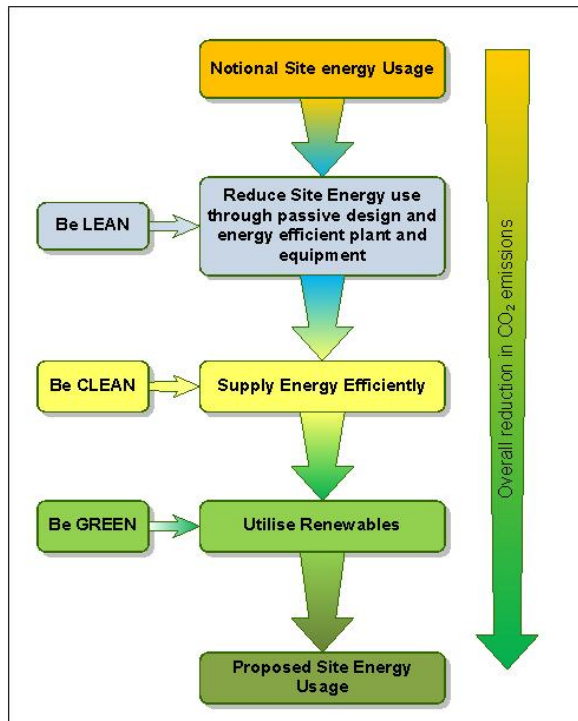 Notional Site energy Usage
Be LEAN
Reduce Site Energy use
through passive design and
energy efficient plant and
equipment
Be CLEAN
Supply Energy Efficiently
Be GREEN
Utilise Renewables
Proposed Site Energy
Usage
Overall reduction in CO₂ emissions